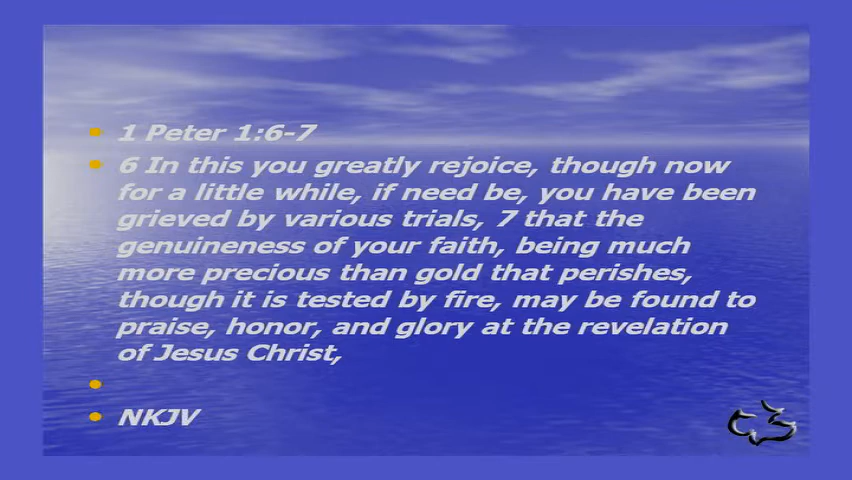 1 Peter 1:6-7
6 In this you greatly rejoice, though now
for a little while, if need be, you have been
grieved by various trials, 7 that the
genuineness of your faith, being much
more precious than gold that perishes,
though it is tested by fire, may be found to
praise, honor, and glory at the revelation
of Jesus Christ,
NKJV